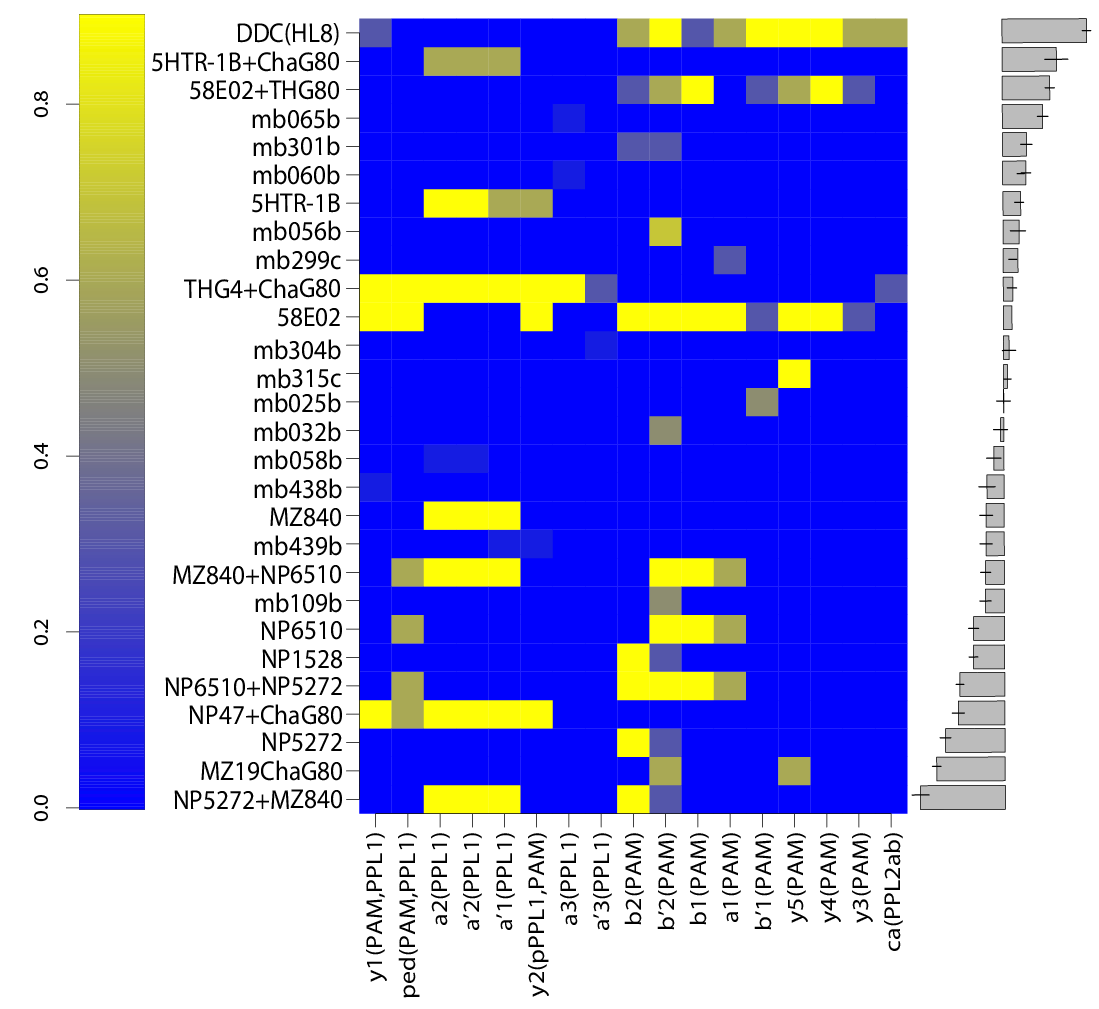 0.8
0.6
0.4
0.2
0.0
DDC(HL8)
5HTR-1B+ChaG80
58E02+THG80
mb065b
mb301b
mb060b
5HTR-1B
mb056b
mb299c
THG4+ChaG80
58E02
mb304b
mb315c
mb025b
mb032b
mb058b
mb438b
MZ840
mb439b
MZ840+NP6510
mb109b
NP6510
NP1528
NP6510+NP5272
NP47+ChaG80
NP5272
MZ19ChaG80
NP5272+MZ840
y1(PAM,PPL1)
ped(PAM,PPL1)
a2(PPL1)
a'2(PPL1)
a'1(PPL1)
y2(pPPL1,PAM)
a3(PPL1)
a'3(PPL1)
b2(PAM)
b'2(PAM)
b1(PAM)
a1(PAM)
b'1(PAM)
y5(PAM)
y4(PAM)
y3(PAM)
ca(PPL2ab)